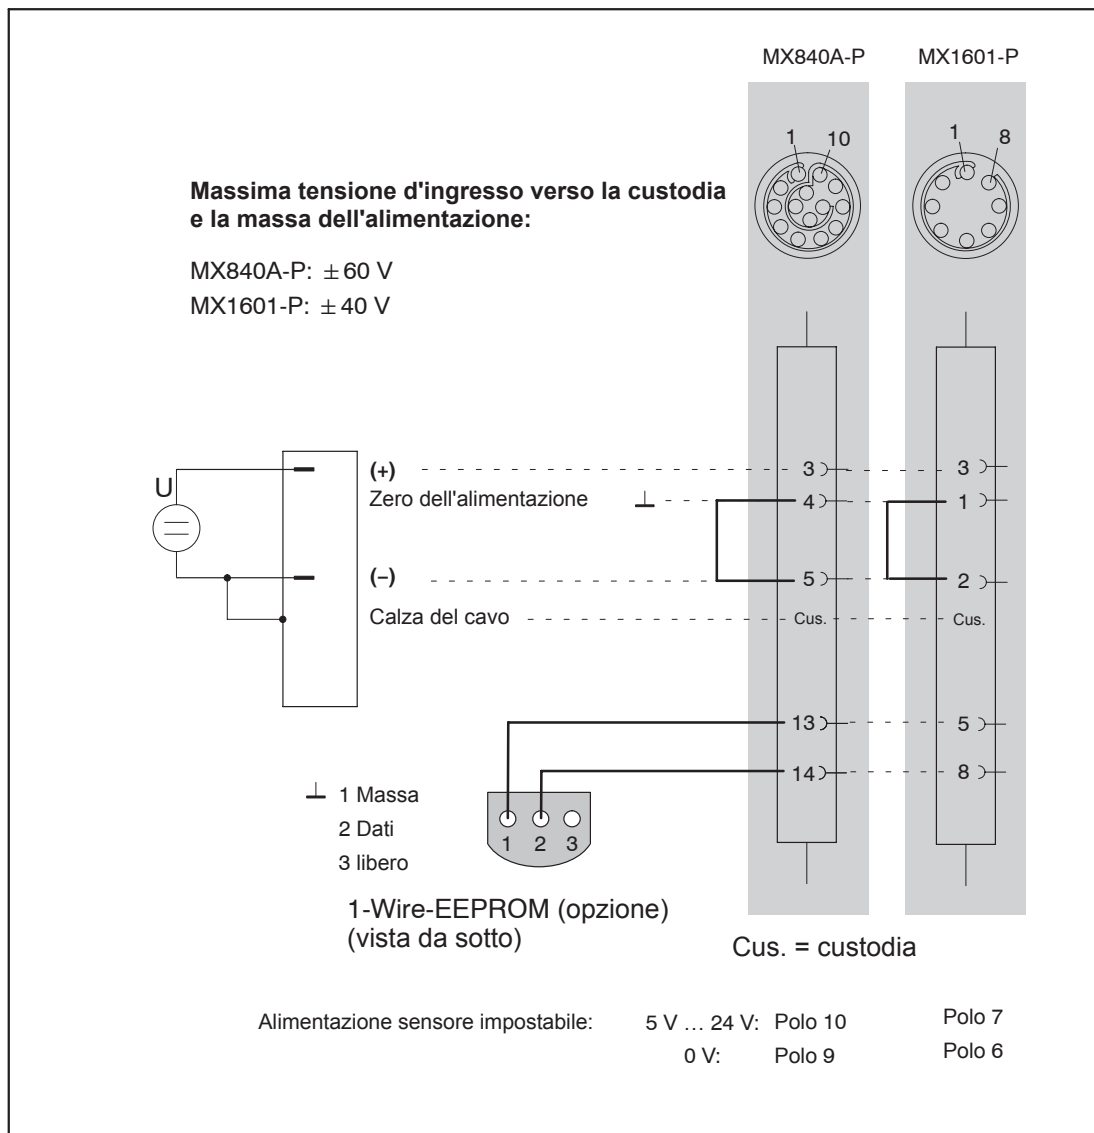 MX840A-P MX1601-P
1 10 1 8
Massima tensione d'ingresso verso la custodia
e la massa dell'alimentazione:
MX840A-P: ± 60 V
MX1601-P: ± 40 V
(+) 3 3
U
Zero dell'alimentazione ⊥ 4 1
(–) 5 2
Calza del cavo Cus. Cus.
13 5
14 8
⊥ 1 Massa
2 Dati
3 libero
1 2 3
1-Wire-EEPROM (opzione)
(vista da sotto)
Cus. = custodia
Alimentazione sensore impostabile: 5 V … 24 V: Polo 10 Polo 7
0 V: Polo 9 Polo 6